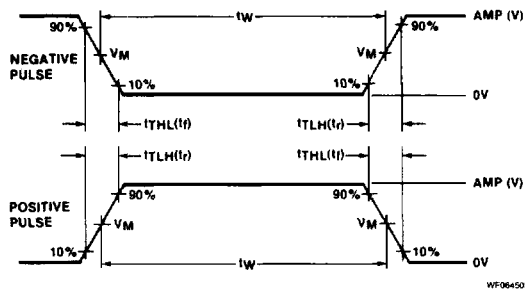 tW
AMP (V)
90%
90%
NEGATIVE
PULSE
VM
VM
10%
10%
0V
tTHL(tf)
tTLH(tr)
tTLH(tr)
tTHL(tf)
AMP (V)
90%
90%
POSITIVE
PULSE
VM
VM
10%
10%
tW
0V
WF06450